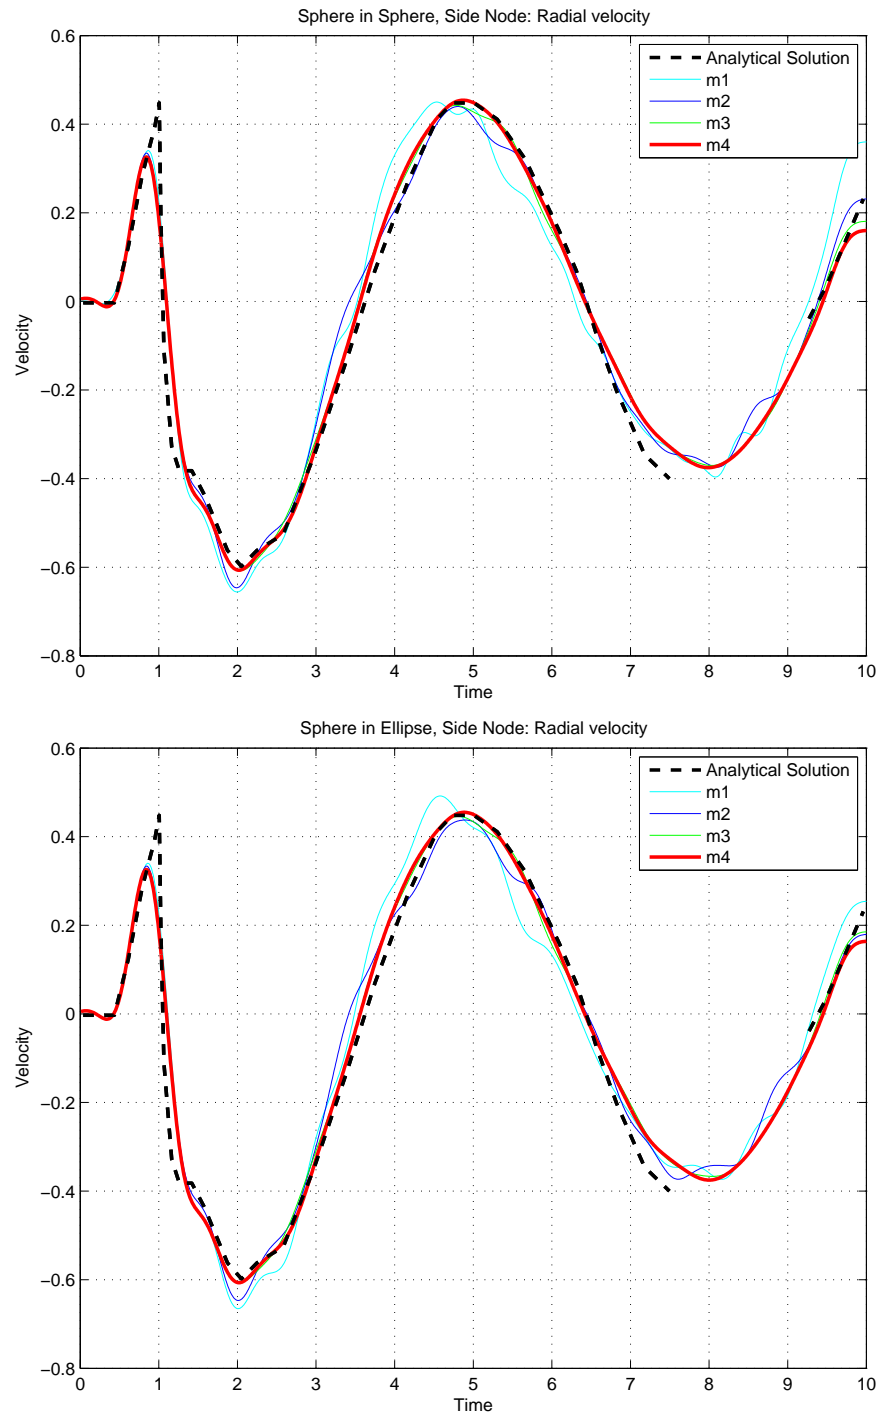 Sphere in Sphere, Side Node: Radial velocity
0.6
0.4
0.2
0
−0.2
−0.4
−0.6
−0.8
Velocity
Analytical Solution
m1
m2
m3
m4
0 1 2 3 4 5 6 7 8 9 10
Time
Sphere in Ellipse, Side Node: Radial velocity
0.6
0.4
0.2
0
−0.2
−0.4
−0.6
−0.8
Velocity
Analytical Solution
m1
m2
m3
m4
0 1 2 3 4 5 6 7 8 9 10
Time